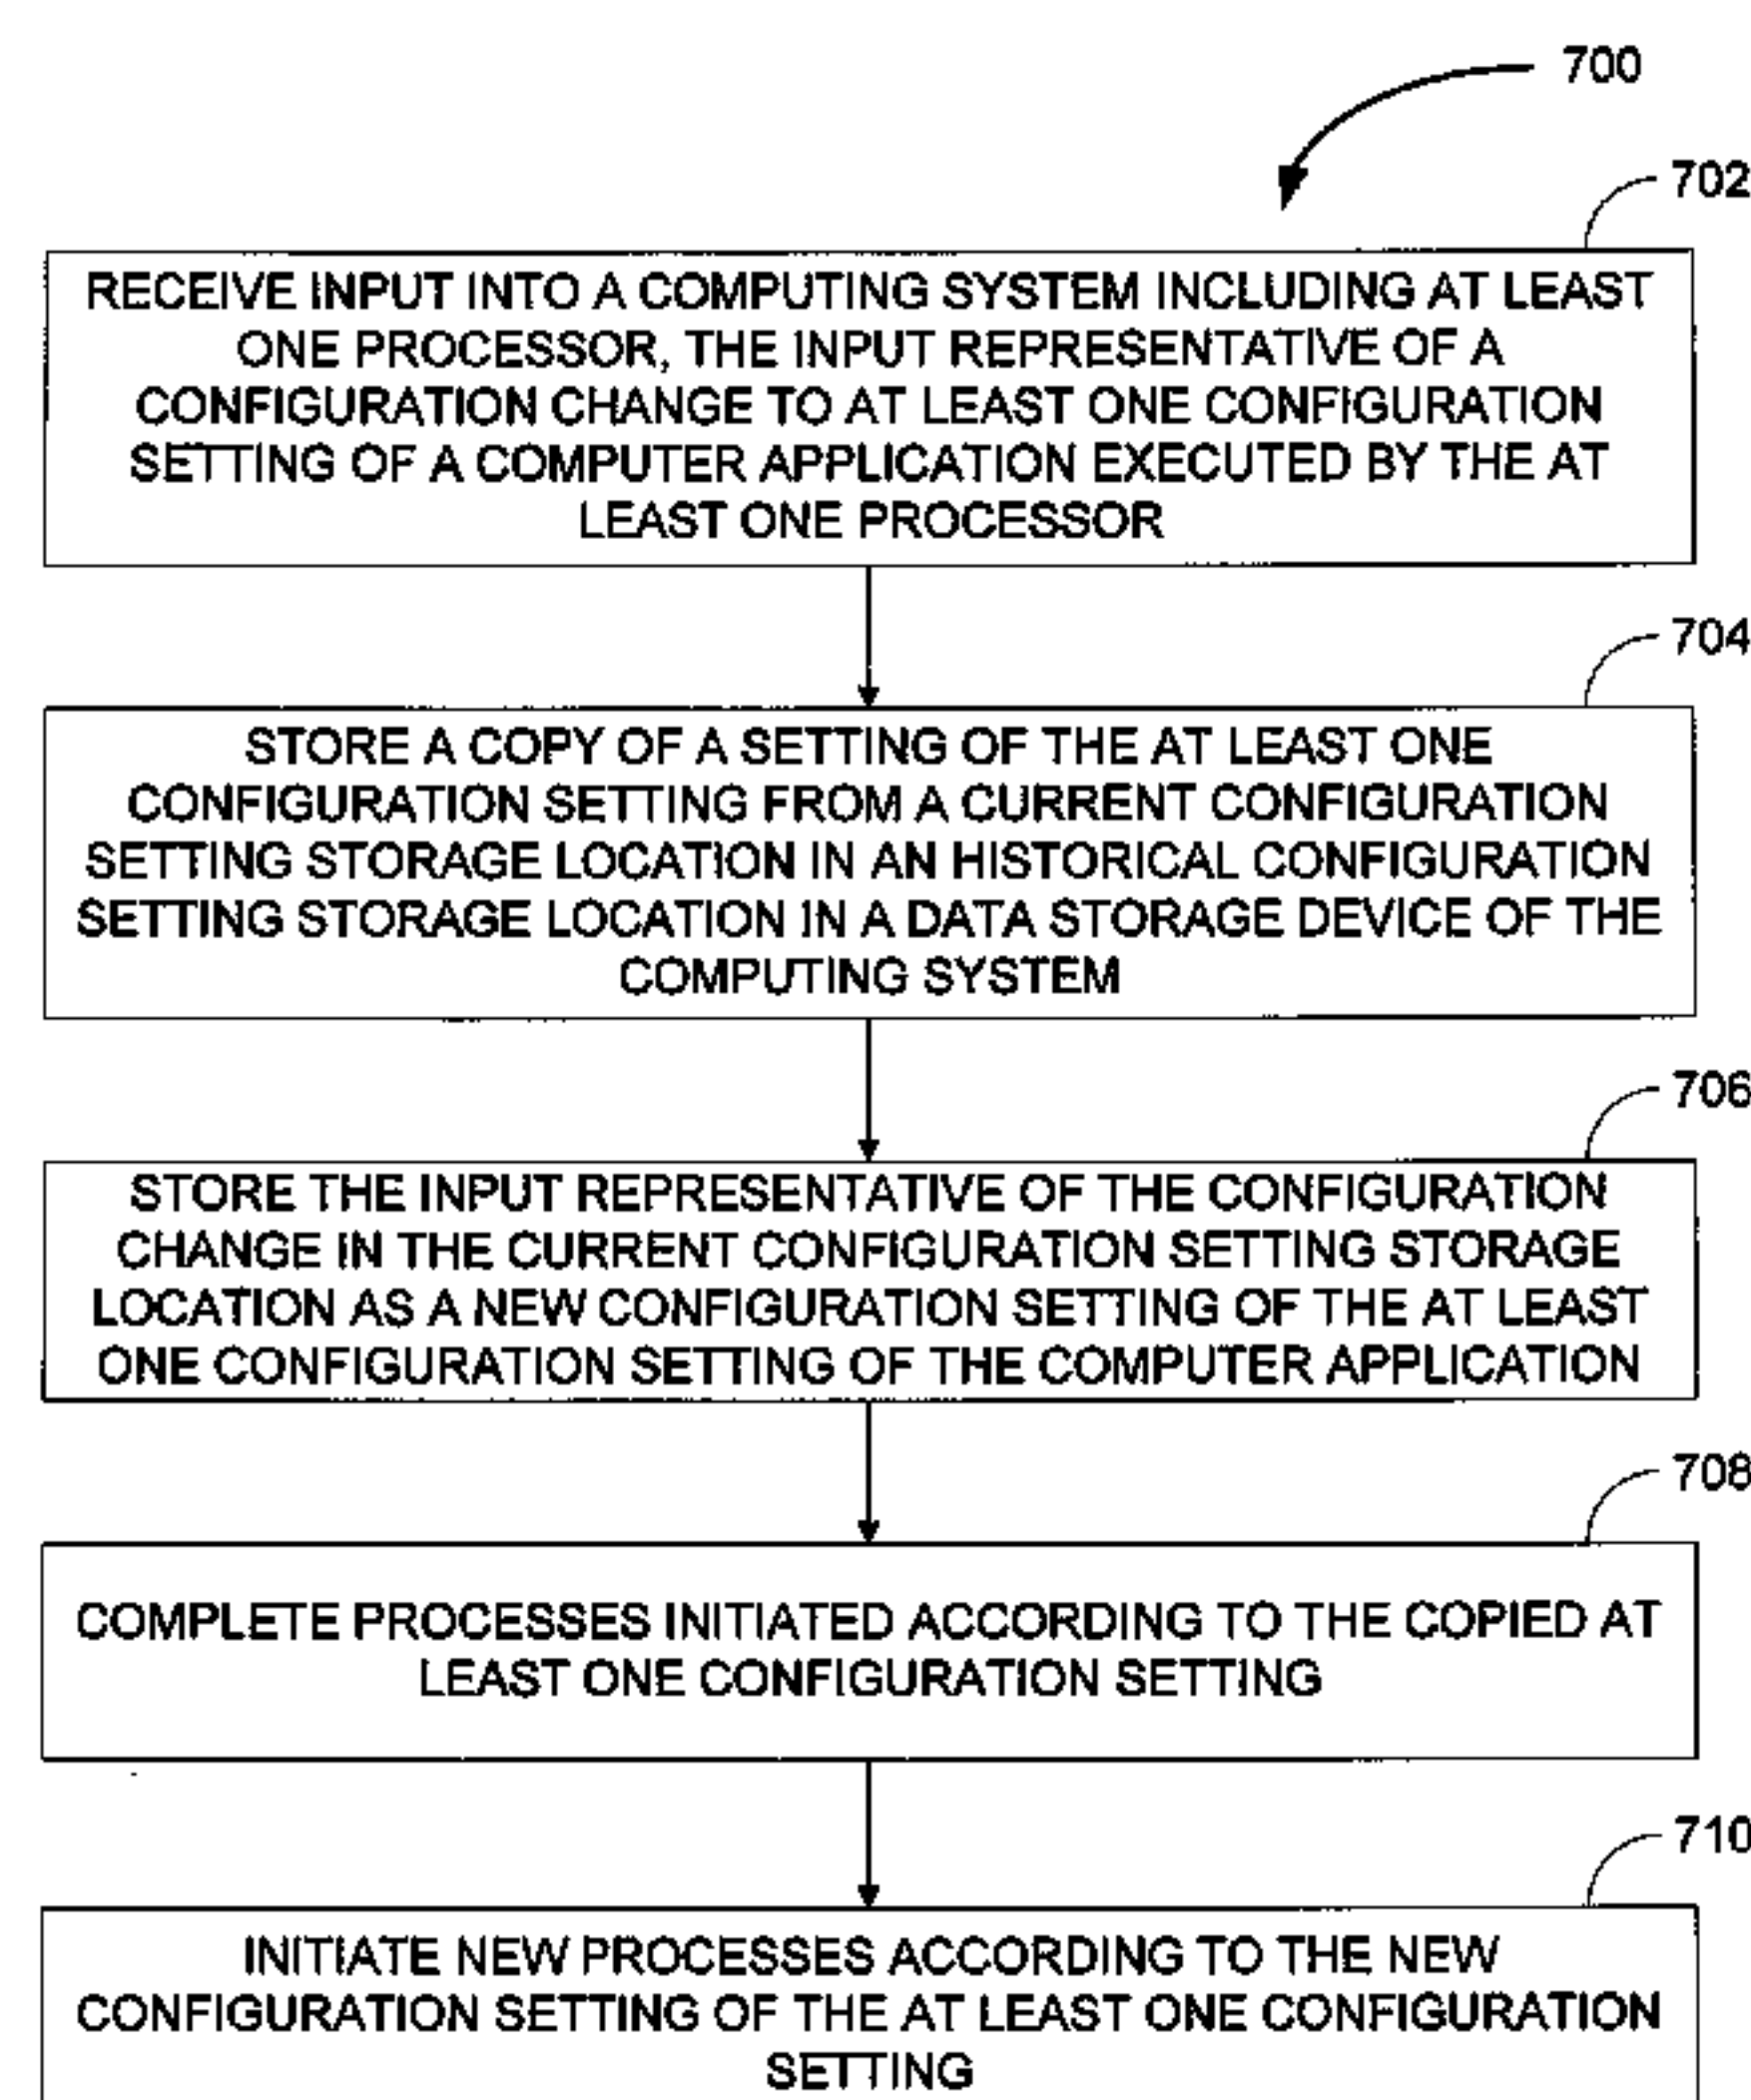 700
702
RECEIVE INPUT INTO A COMPUTING SYSTEM INCLUDING AT LEAST
ONE PROCESSOR, THE INPUT REPRESENTATIVE OF A
CONFIGURATION CHANGE TO AT LEAST ONE CONFIGURATION
SETTING OF A COMPUTER APPLICATION EXECUTED BY THE AT
LEAST ONE PROCESSOR
704
STORE A COPY OF A SETTING OF THE AT LEAST ONE
CONFIGURATION SETTING FROM A CURRENT CONFIGURATION
SETTING STORAGE LOCATION IN AN HISTORICAL CONFIGURATION
SETTING STORAGE LOCATION IN A DATA STORAGE DEVICE OF THE
COMPUTING SYSTEM
706
STORE THE INPUT REPRESENTATIVE OF THE CONFIGURATION
CHANGE IN THE CURRENT CONFIGURATION SETTING STORAGE
LOCATION AS A NEW CONFIGURATION SETTING OF THE AT LEAST
ONE CONFIGURATION SETTING OF THE COMPUTER APPLICATION
708
COMPLETE PROCESSES INITIATED ACCORDING TO THE COPIED AT
LEAST ONE CONFIGURATION SETTING
710
INITIATE NEW PROCESSES ACCORDING TO THE NEW
CONFIGURATION SETTING OF THE AT LEAST ONE CONFIGURATION
SETTING